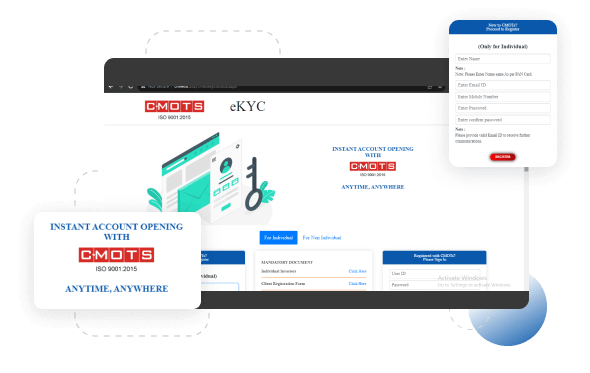 New to CMOTs?
Proceed to Register
(Only for Individual)
Enter Name
Note :
Note: Please Enter Name same As per PAN Card.
Enter Email ID
Enter Mobile Number
Enter Password
Enter confirm password
Note :
Please provide valid Email ID to receive further
communications.
REGISTER
C-MOTS
ISO 9001:2015
eKYC
INSTANT ACCOUNT OPENING
WITH
C-MOTS
ISO 9001:2015
ANYTIME, ANYWHERE
For Individual
For Non Individual
INSTANT ACCOUNT OPENING
WITH
C-MOTS
ISO 9001:2015
ANYTIME, ANYWHERE
MANDATORY DOCUMENT
Individual Investors
Click Here
Client Registration Form
Click Here
Registered with CMOTs?
Please Sign In
User ID
Password
Activate Windows
Go to Settings to activate Windows.